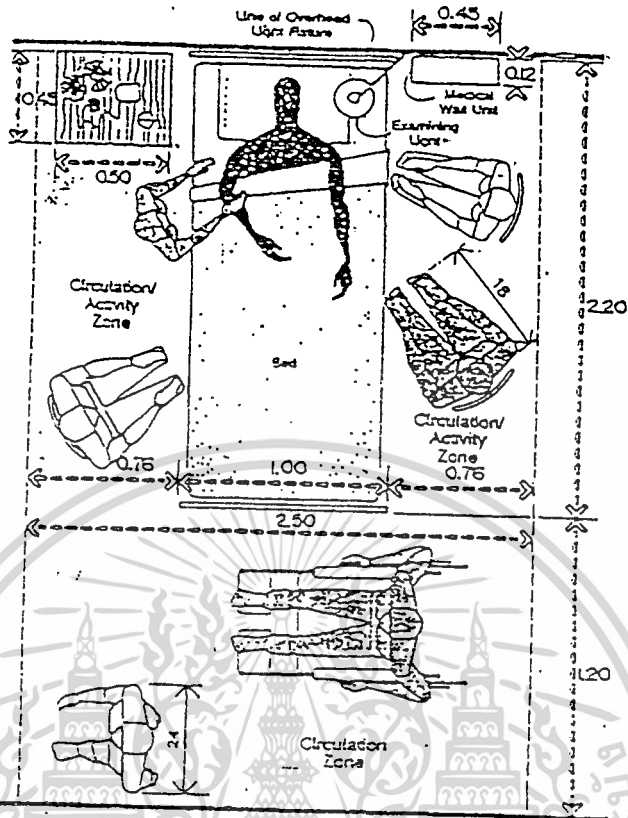 Line of Overhead
Light Fixture
0.45
0.12
Medical
Wall Unit
Examining
Light
0.45
0.50
Circulation/
Activity
Zone
18
2.20
Bed
Circulation/
Activity
Zone
0.76
1.00
0.76
2.50
1.20
24
Circulation
Zone